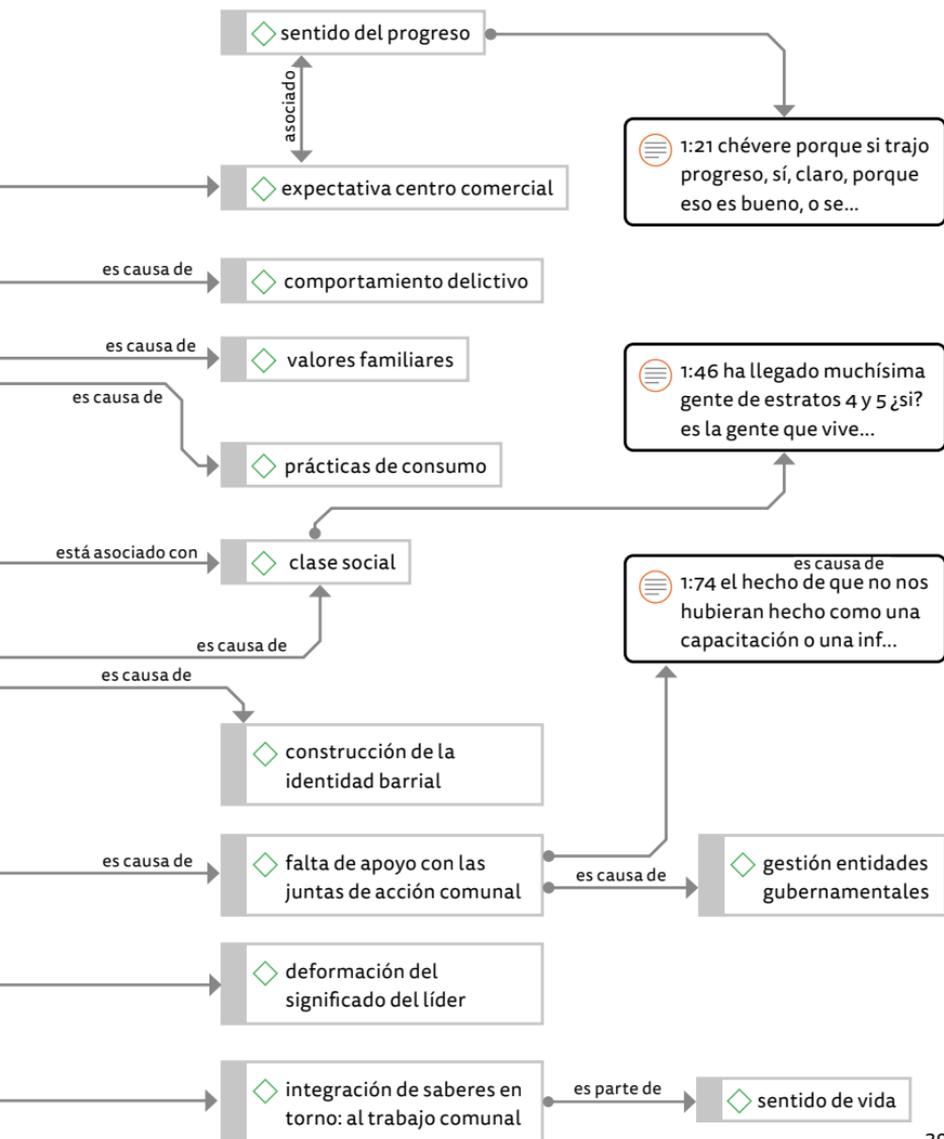 sentido del progreso
asociado
1:21 chévere porque si trajo
progreso, sí, claro, porque
eso es bueno, o se...
expectativa centro comercial
es causa de
comportamiento delictivo
es causa de
valores familiares
es causa de
1:46 ha llegado muchísima
gente de estratos 4 y 5 ¿si?
es la gente que vive...
prácticas de consumo
está asociado con
clase social
es causa de
1:74 el hecho de que no nos
hubieran hecho como una
capacitación o una inf...
es causa de
es causa de
construcción de la
identidad barrial
es causa de
falta de apoyo con las
juntas de acción comunal
es causa de
gestión entidades
gubernamentales
deformación del
significado del líder
integración de saberes en
torno: al trabajo comunal
es parte de
sentido de vida